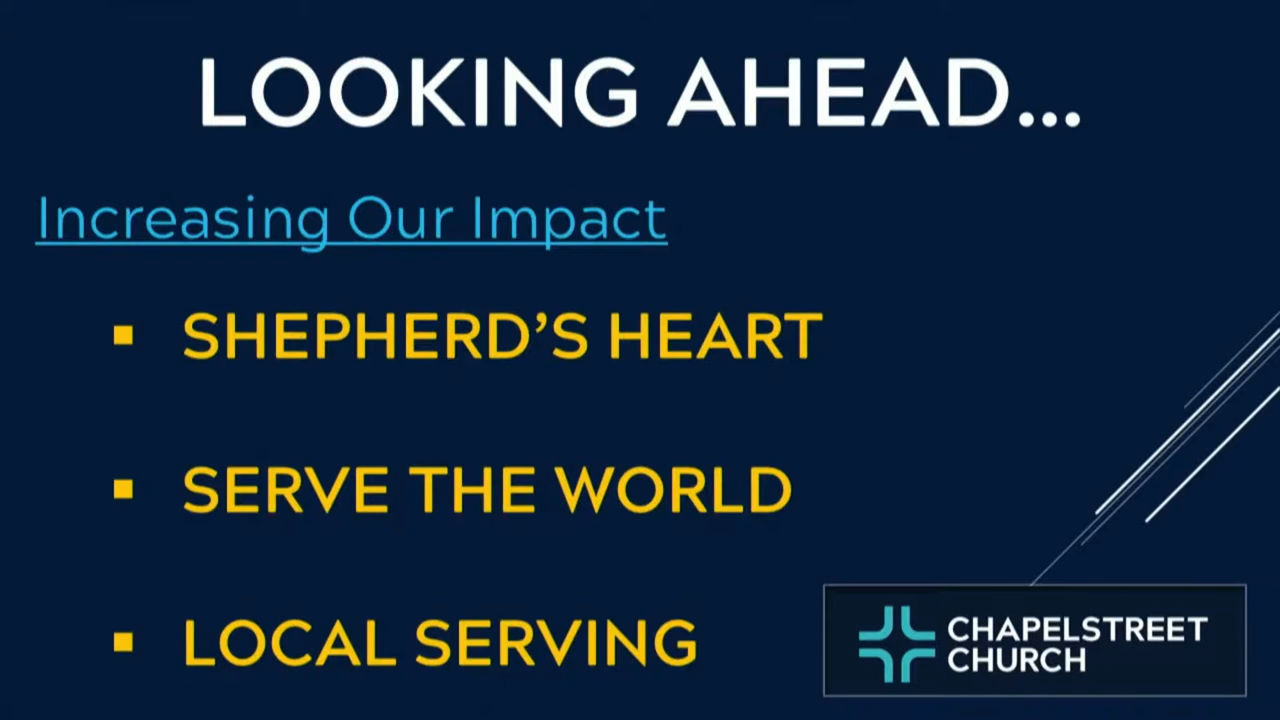 LOOKING AHEAD...
Increasing Our Impact
▪ SHEPHERD’S HEART
▪ SERVE THE WORLD
▪ LOCAL SERVING
CHAPELSTREET
CHURCH